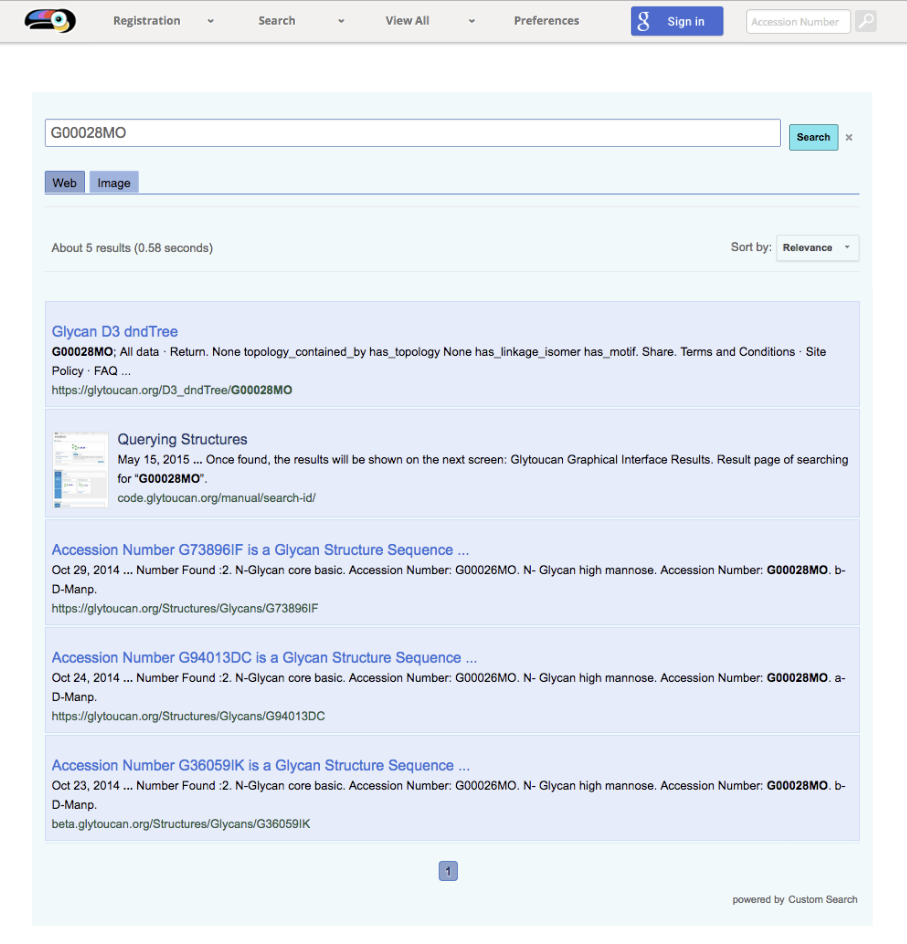 Registration Search View All Preferences Sign in Accession Number
G00028MO
Search ×
Web Image
About 5 results (0.58 seconds) Sort by: Relevance
Glycan D3 dndTree
G00028MO; All data · Return. None topology_contained_by has_topology None has_linkage_isomer has_motif. Share. Terms and Conditions · Site
Policy · FAQ ...
https://glytoucan.org/D3_dndTree/G00028MO
Querying Structures
May 15, 2015 ... Once found, the results will be shown on the next screen: Glytoucan Graphical Interface Results. Result page of searching
for "G00028MO".
code.glytoucan.org/manual/search-id/
Accession Number G73896IF is a Glycan Structure Sequence ...
Oct 29, 2014 ... Number Found :2. N-Glycan core basic. Accession Number: G00026MO. N- Glycan high mannose. Accession Number: G00028MO. b-
D-Manp.
https://glytoucan.org/Structures/Glycans/G73896IF
Accession Number G94013DC is a Glycan Structure Sequence ...
Oct 24, 2014 ... Number Found :2. N-Glycan core basic. Accession Number: G00026MO. N- Glycan high mannose. Accession Number: G00028MO. a-
D-Manp.
https://glytoucan.org/Structures/Glycans/G94013DC
Accession Number G36059IK is a Glycan Structure Sequence ...
Oct 23, 2014 ... Number Found :2. N-Glycan core basic. Accession Number: G00026MO. N- Glycan high mannose. Accession Number: G00028MO. b-
D-Manp.
beta.glytoucan.org/Structures/Glycans/G36059IK
1
powered by Custom Search